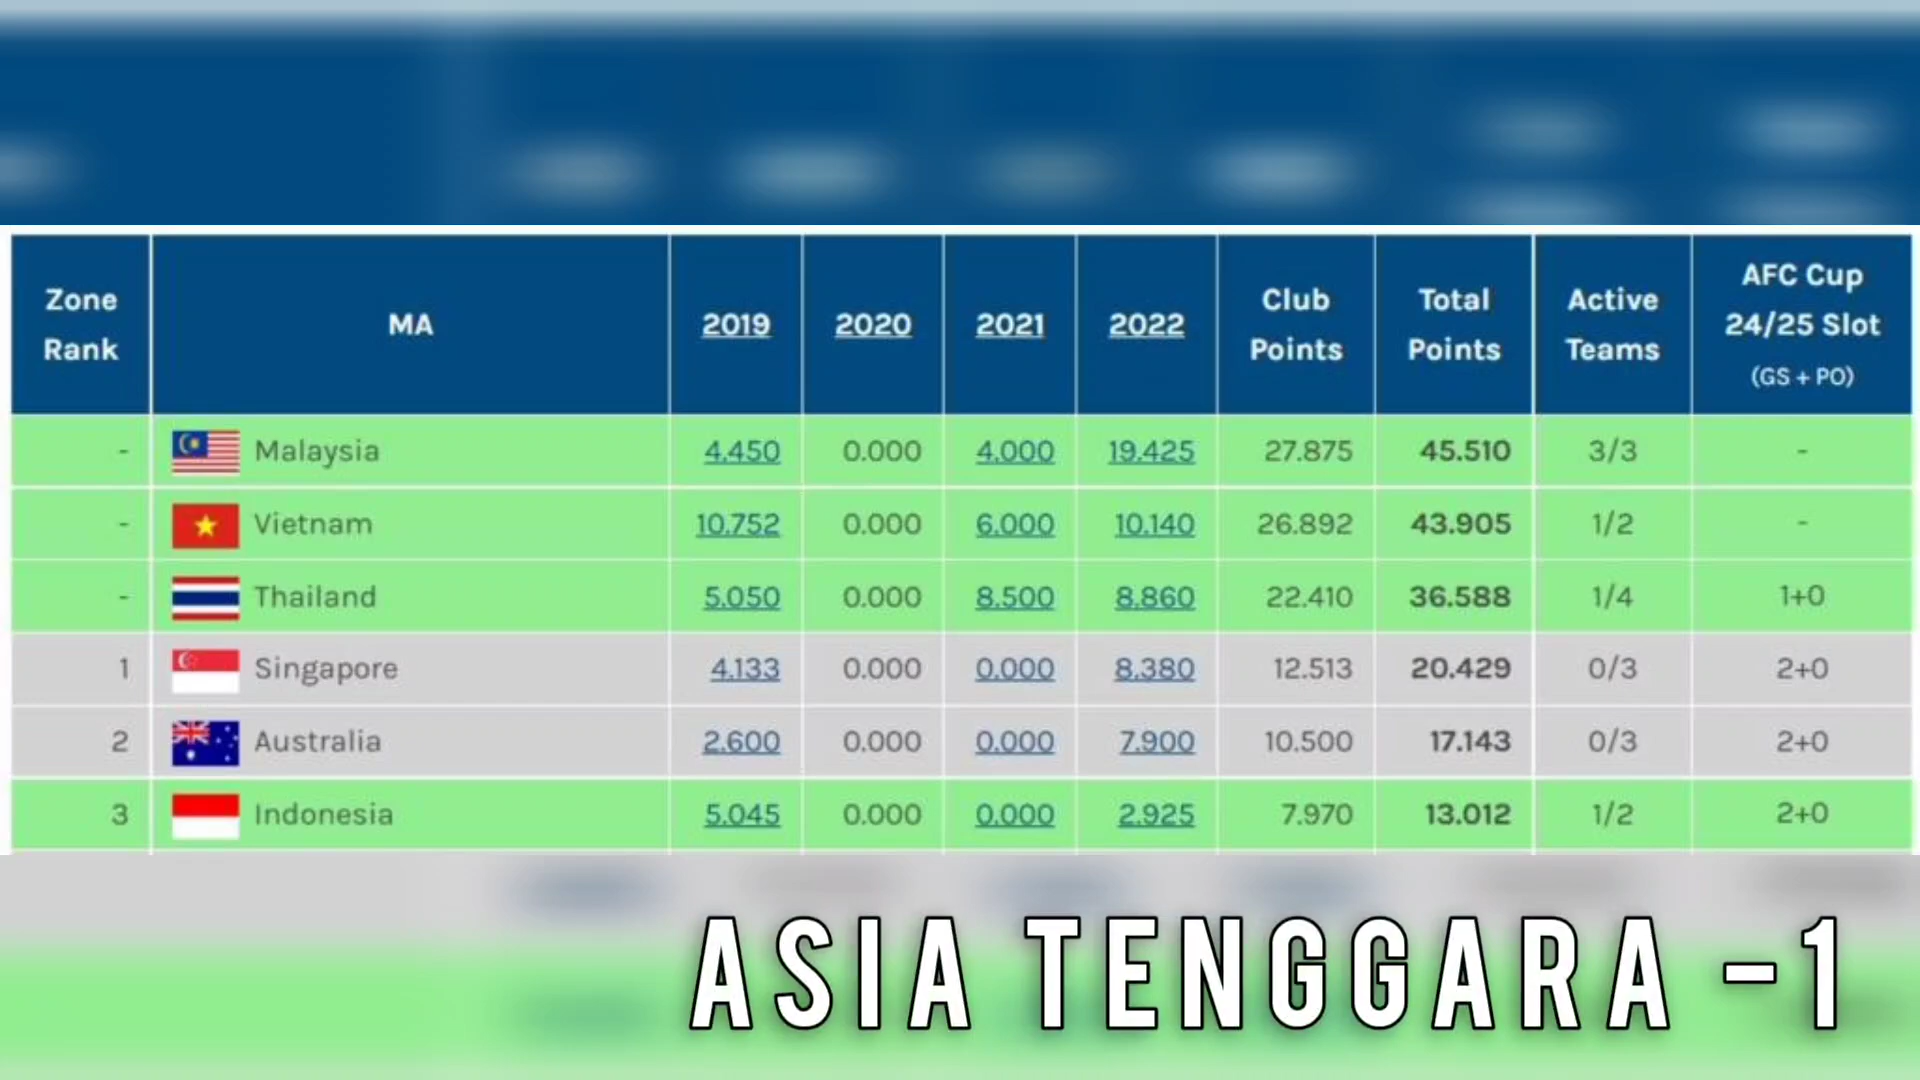 Zone Rank MA 2019 2020 2021 2022 Club Points Total Points Active Teams AFC Cup 24/25 Slot (GS + PO)
- Malaysia 4.450 0.000 4.000 19.425 27.875 45.510 3/3 -
- Vietnam 10.752 0.000 6.000 10.140 26.892 43.905 1/2 -
- Thailand 5.050 0.000 8.500 8.860 22.410 36.588 1/4 1+0
1 Singapore 4.133 0.000 0.000 8.380 12.513 20.429 0/3 2+0
2 Australia 2.600 0.000 0.000 7.900 10.500 17.143 0/3 2+0
3 Indonesia 5.045 0.000 0.000 2.925 7.970 13.012 1/2 2+0
ASIA TENGGARA -1